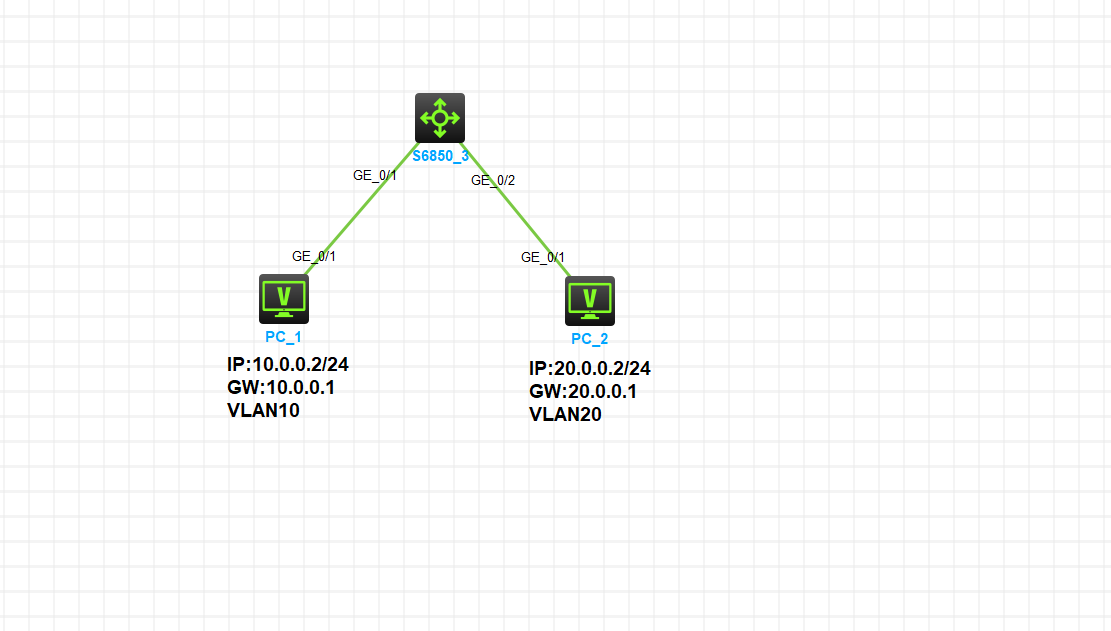 S6850_3
GE_0/1
GE_0/2
GE_0/1
GE_0/1
PC_1
PC_2
IP:10.0.0.2/24
GW:10.0.0.1
VLAN10
IP:20.0.0.2/24
GW:20.0.0.1
VLAN20